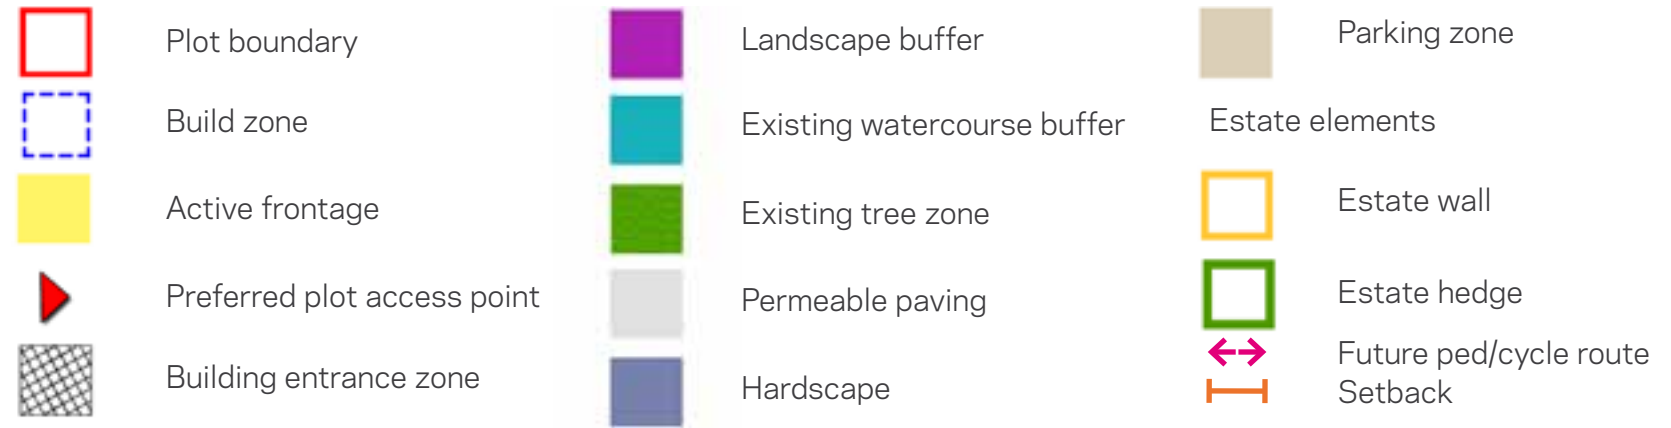 Plot boundary
Build zone
Active frontage
Preferred plot access point
Building entrance zone
Landscape buffer
Existing watercourse buffer
Existing tree zone
Permeable paving
Hardscape
Parking zone
Estate elements
Estate wall
Estate hedge
Future ped/cycle route
Setback